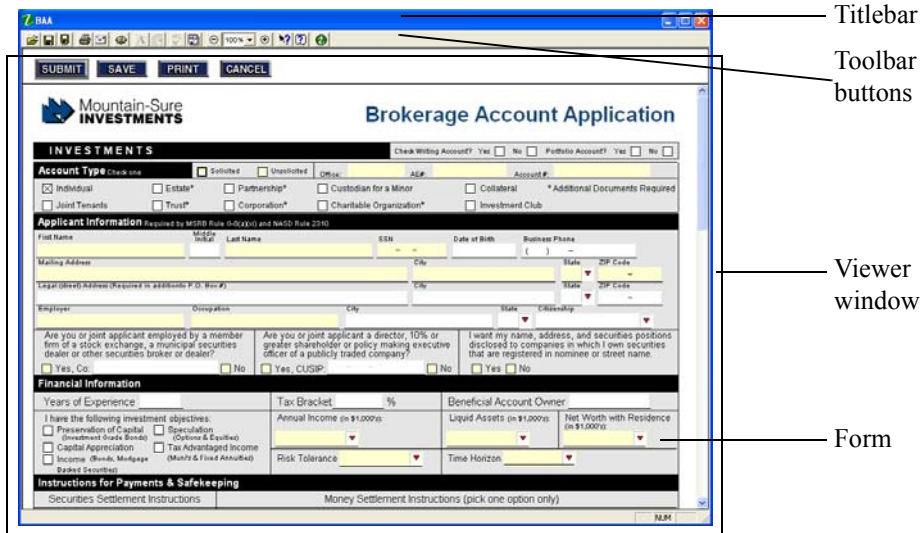 BAA
Titlebar
100%
Toolbar
buttons
SUBMIT SAVE PRINT CANCEL
Mountain-Sure
INVESTMENTS
Brokerage Account Application
INVESTMENTS Check Writing Account? Yes No Portfolio Account? Yes No
Account Type Check one Solicited Unsolicited Office: AE#: Account #:
Individual Estate* Partnership* Custodian for a Minor Collateral *Additional Documents Required
Joint Tenants Trust* Corporation* Charitable Organization* Investment Club
Applicant Information Required by MSRB Rule G-8(a)(xi) and NASD Rule 2310
First Name Middle Initial Last Name SSN Date of Birth Business Phone
- - ( ) -
Mailing Address City State ZIP Code
-
Legal (street) Address (Required in additionto P.O. Box #) City State ZIP Code
-
Viewer
window
Employer Occupation City State Citizenship
Are you or joint applicant employed by a member
firm of a stock exchange, a municipal securities
dealer or other securities broker or dealer?
Yes, Co: No
Are you or joint applicant a director, 10% or
greater shareholder or policy making executive
officer of a publicly traded company?
Yes, CUSIP: No
I want my name, address, and securities positions
disclosed to companies in which I own securities
that are registered in nominee or street name.
Yes No
Financial Information
Years of Experience Tax Bracket % Beneficial Account Owner
I have the following investment objectives:
Preservation of Capital Speculation
(Investment Grade Bonds) (Options & Equities)
Capital Appreciation Tax Advantaged Income
Income (Bonds, Mortgage (Muni's & Fixed Annuities)
Backed Securities)
Annual Income (in $1,000's): Liquid Assets (in $1,000's): Net Worth with Residence
(in $1,000's):
Form
Risk Tolerance Time Horizon
Instructions for Payments & Safekeeping
Securities Settlement Instructions Money Settlement Instructions (pick one option only)
NUM